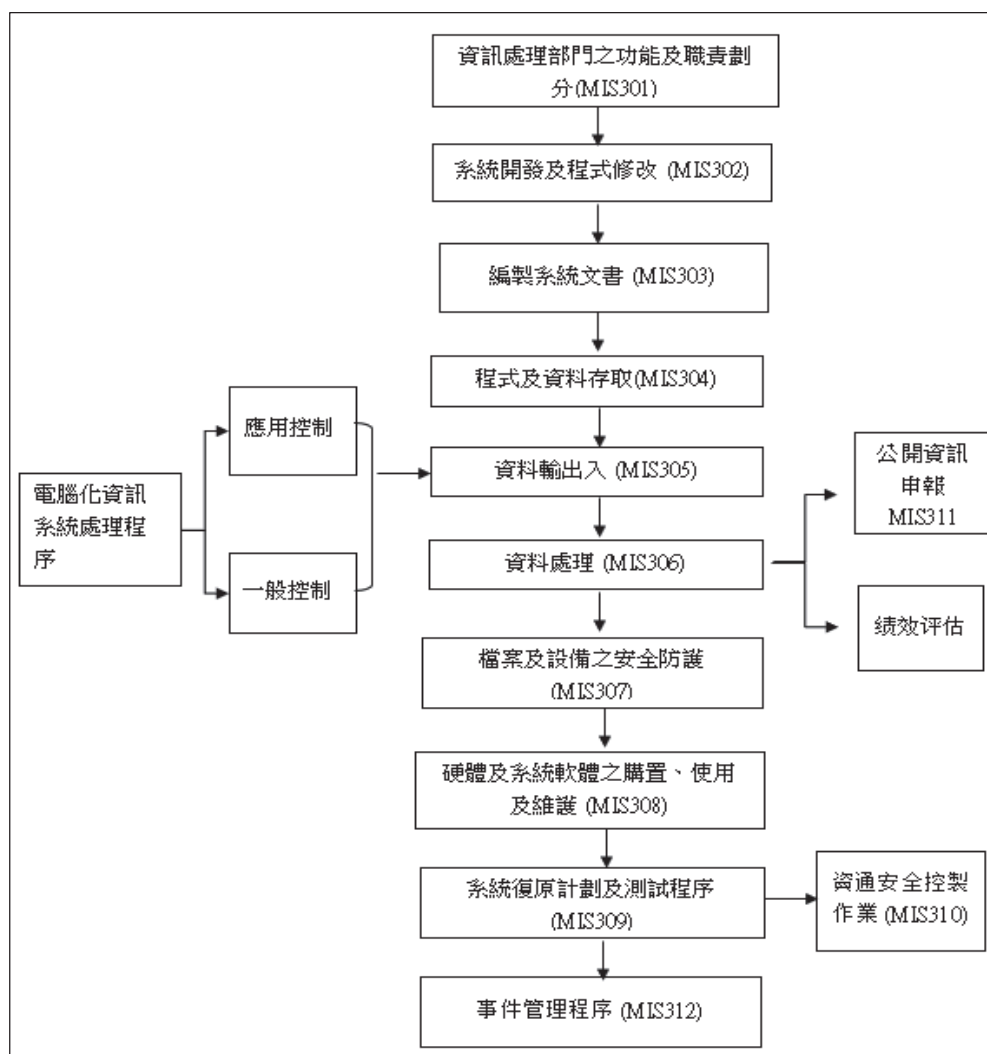 資訊處理部門之功能及職責劃
分(MIS301)
系統開發及程式修改 (MIS302)
編製系統文書 (MIS303)
程式及資料存取(MIS304)
應用控制
資料輸出入 (MIS305)
公開資訊
申報
MIS311
電腦化資訊
系統處理程
序
資料處理 (MIS306)
一般控制
绩效评估
檔案及設備之安全防護
(MIS307)
硬體及系統軟體之購置、使用
及維護 (MIS308)
系統復原計劃及測試程序
(MIS309)
資通安全控製
作業 (MIS310)
事件管理程序 (MIS312)